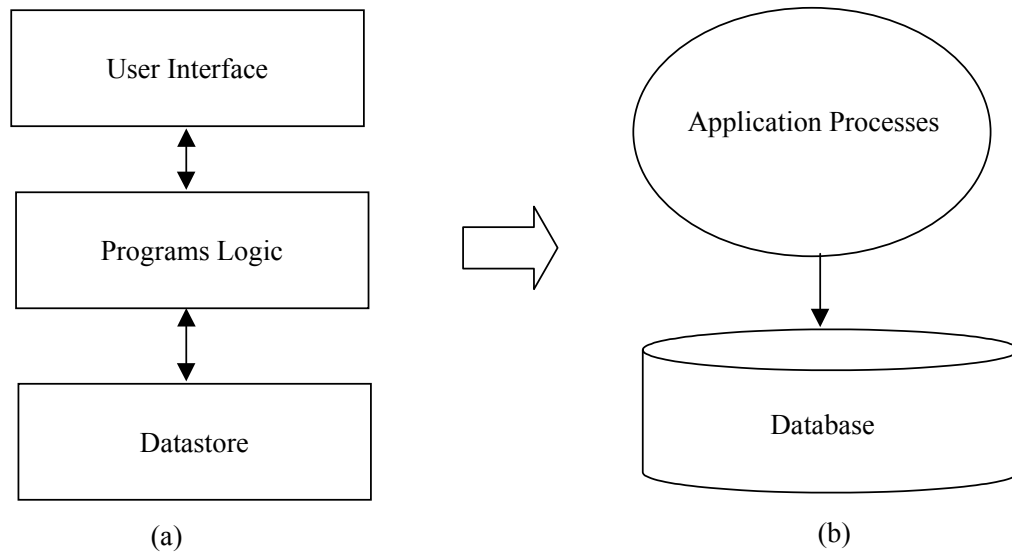 User Interface
Programs Logic
Datastore
(a)
Application Processes
Database
(b)